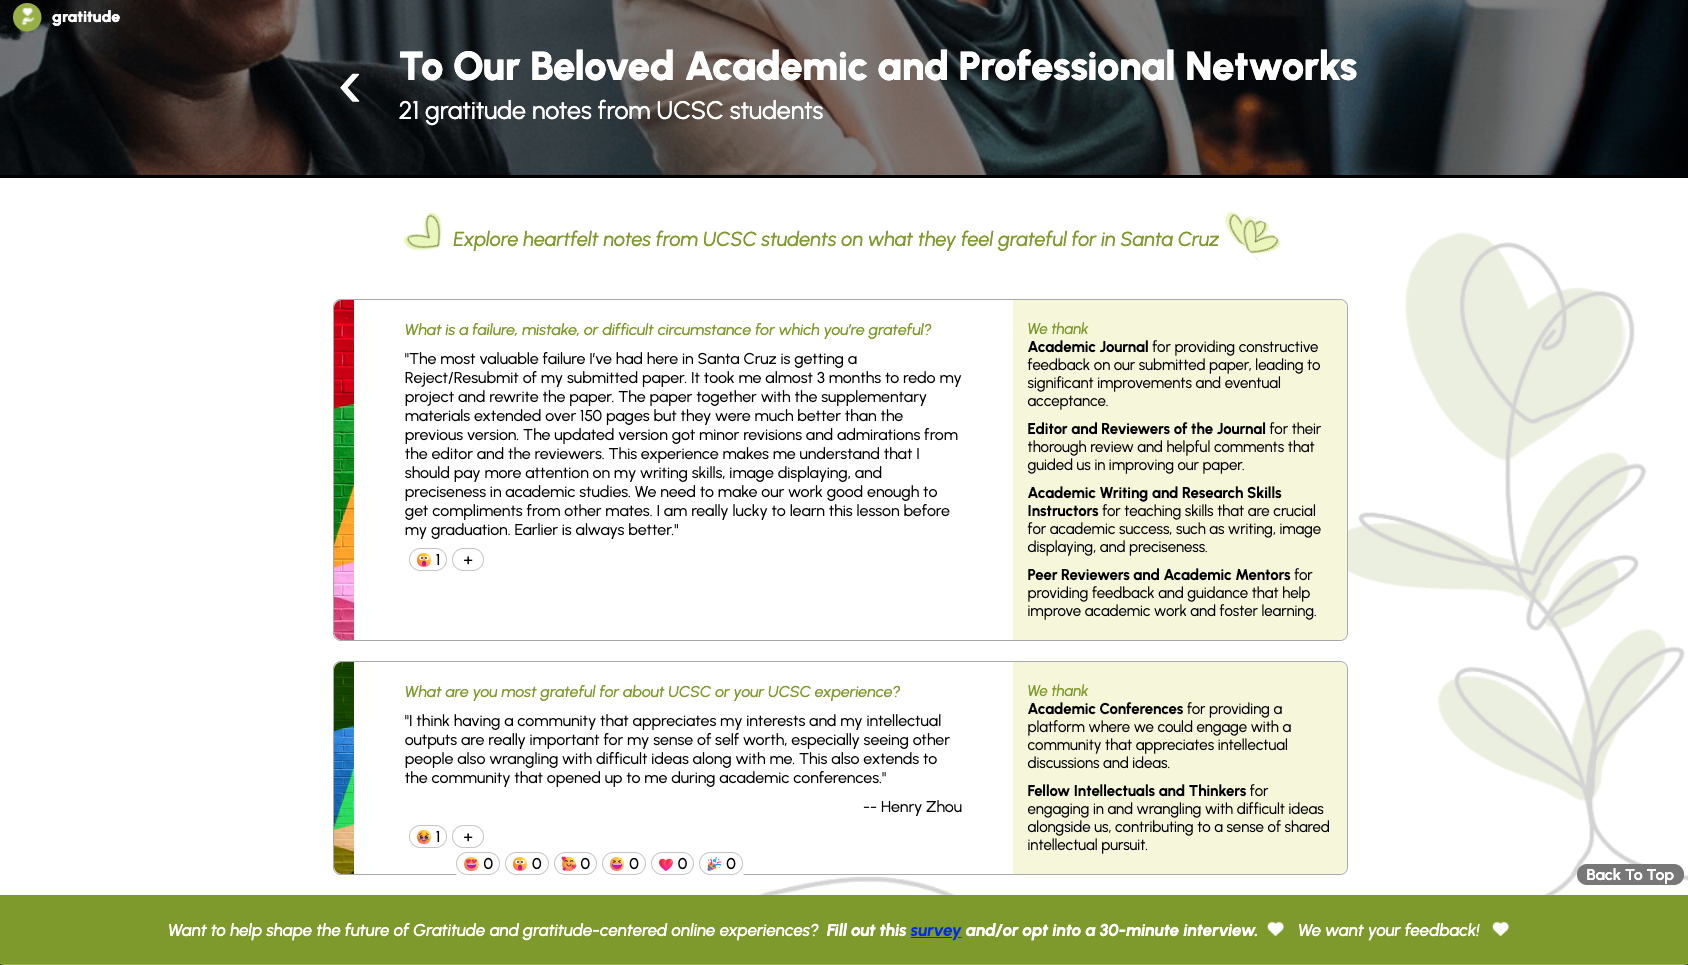 gratitude
To Our Beloved Academic and Professional Networks
21 gratitude notes from UCSC students
Explore heartfelt notes from UCSC students on what they feel grateful for in Santa Cruz
What is a failure, mistake, or difficult circumstance for which you're grateful?
"The most valuable failure I've had here in Santa Cruz is getting a
Reject/Resubmit of my submitted paper. It took me almost 3 months to redo my
project and rewrite the paper. The paper together with the supplementary
materials extended over 150 pages but they were much better than the
previous version. The updated version got minor revisions and admirations from
the editor and the reviewers. This experience makes me understand that I
should pay more attention on my writing skills, image displaying, and
preciseness in academic studies. We need to make our work good enough to
get compliments from other mates. I am really lucky to learn this lesson before
my graduation. Earlier is always better."
1 +
We thank
Academic Journal for providing constructive
feedback on our submitted paper, leading to
significant improvements and eventual
acceptance.
Editor and Reviewers of the Journal for their
thorough review and helpful comments that
guided us in improving our paper.
Academic Writing and Research Skills
Instructors for teaching skills that are crucial
for academic success, such as writing, image
displaying, and preciseness.
Peer Reviewers and Academic Mentors for
providing feedback and guidance that help
improve academic work and foster learning.
What are you most grateful for about UCSC or your UCSC experience?
"I think having a community that appreciates my interests and my intellectual
outputs are really important for my sense of self worth, especially seeing other
people also wrangling with difficult ideas along with me. This also extends to
the community that opened up to me during academic conferences."
-- Henry Zhou
1 +
0 0 0 0 0 0
We thank
Academic Conferences for providing a
platform where we could engage with a
community that appreciates intellectual
discussions and ideas.
Fellow Intellectuals and Thinkers for
engaging in and wrangling with difficult ideas
alongside us, contributing to a sense of shared
intellectual pursuit.
Back To Top
Want to help shape the future of Gratitude and gratitude-centered online experiences? Fill out this survey and/or opt into a 30-minute interview. We want your feedback!